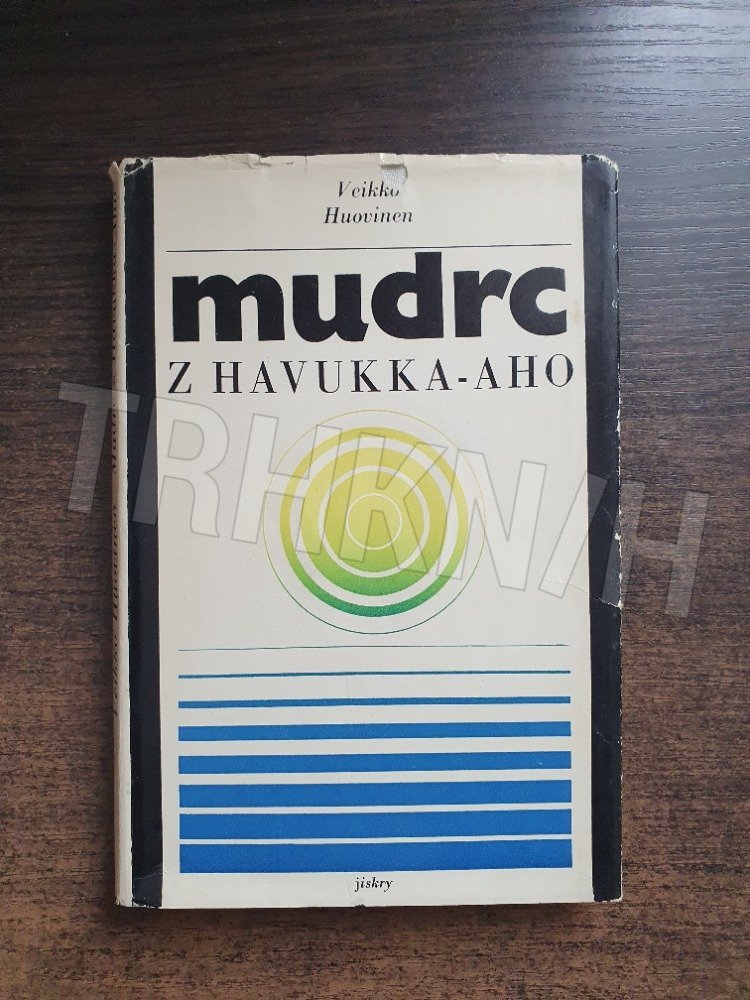 Veikko
Huovinen
mudrc
Z HAVUKKA-AHO
TRHKNIH
jiskry